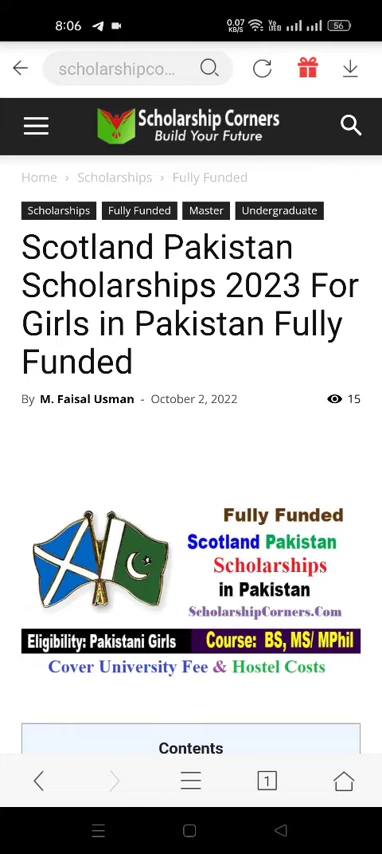 8:06
0.07 KB/S
56
scholarshipco...
Scholarship Corners
Build Your Future
Home › Scholarships › Fully Funded
Scholarships Fully Funded Master Undergraduate
Scotland Pakistan
Scholarships 2023 For
Girls in Pakistan Fully
Funded
By M. Faisal Usman - October 2, 2022 15
Fully Funded
Scotland Pakistan
Scholarships
in Pakistan
ScholarshipCorners.Com
Eligibility: Pakistani Girls Course: BS, MS/ MPhil
Cover University Fee & Hostel Costs
Contents
1